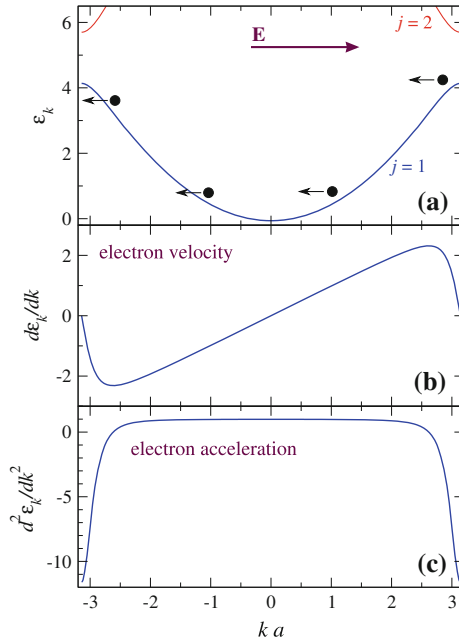 E
j = 2
6
4
2
0
ε_k
j = 1
(a)
electron velocity
2
0
-2
dε_k/dk
(b)
electron acceleration
0
-5
-10
d²ε_k/dk²
(c)
-3 -2 -1 0 1 2 3
k a